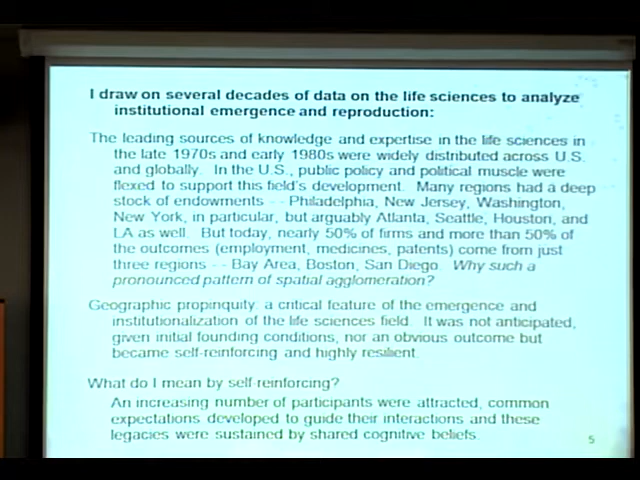 I draw on several decades of data on the life sciences to analyze
institutional emergence and reproduction:
The leading sources of knowledge and expertise in the life sciences in
the late 1970s and early 1980s were widely distributed across U.S.
and globally. In the U.S., public policy and political muscle were
flexed to support this field's development. Many regions had a deep
stock of endowments - - Philadelphia, New Jersey, Washington,
New York, in particular, but arguably Atlanta, Seattle, Houston, and
LA as well. But today, nearly 50% of firms and more than 50% of
the outcomes (employment, medicines, patents) come from just
three regions - - Bay Area, Boston, San Diego. Why such a
pronounced pattern of spatial agglomeration?
Geographic propinquity: a critical feature of the emergence and
institutionalization of the life sciences field. It was not anticipated,
given initial founding conditions, nor an obvious outcome but
became self-reinforcing and highly resilient.
What do I mean by self-reinforcing?
An increasing number of participants were attracted, common
expectations developed to guide their interactions and these
legacies were sustained by shared cognitive beliefs.
5